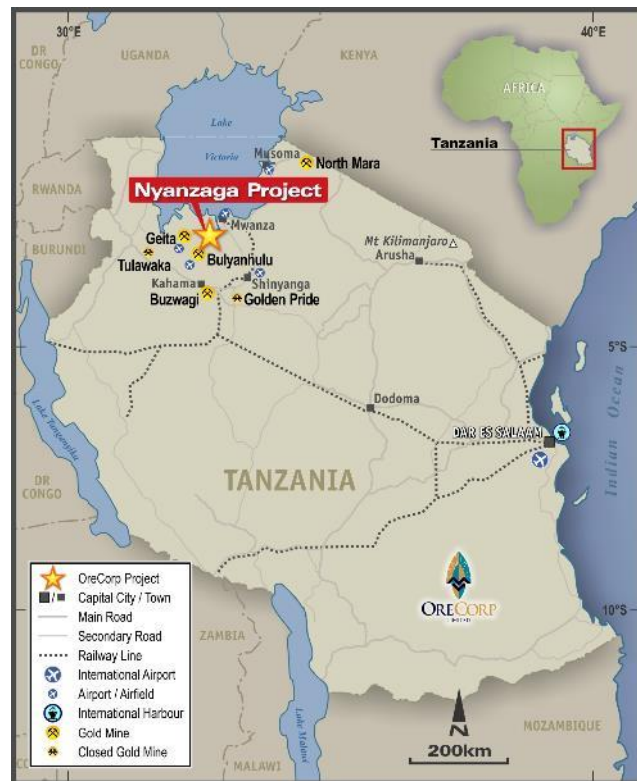 30°E
40°E
DR
CONGO
UGANDA
KENYA
AFRICA
Tanzania
Lake
Victoria
Musoma
North Mara
RWANDA
Nyanzaga Project
Mwanza
BURUNDI
Geita
Bulyanhulu
Tulawaka
Mt Kilimanjaro
Arusha
Kahama
Shinyanga
Buzwagi
Golden Pride
5°S
Dodoma
DAR ES SALAAM
Indian Ocean
Lake Tanganyika
TANZANIA
DR
CONGO
ORECORP
LIMITED
10°S
OreCorp Project
Capital City / Town
Main Road
Secondary Road
Railway Line
International Airport
Airport / Airfield
International Harbour
Gold Mine
Closed Gold Mine
ZAMBIA
Lake Malawi
MALAWI
N
200km
MOZAMBIQUE